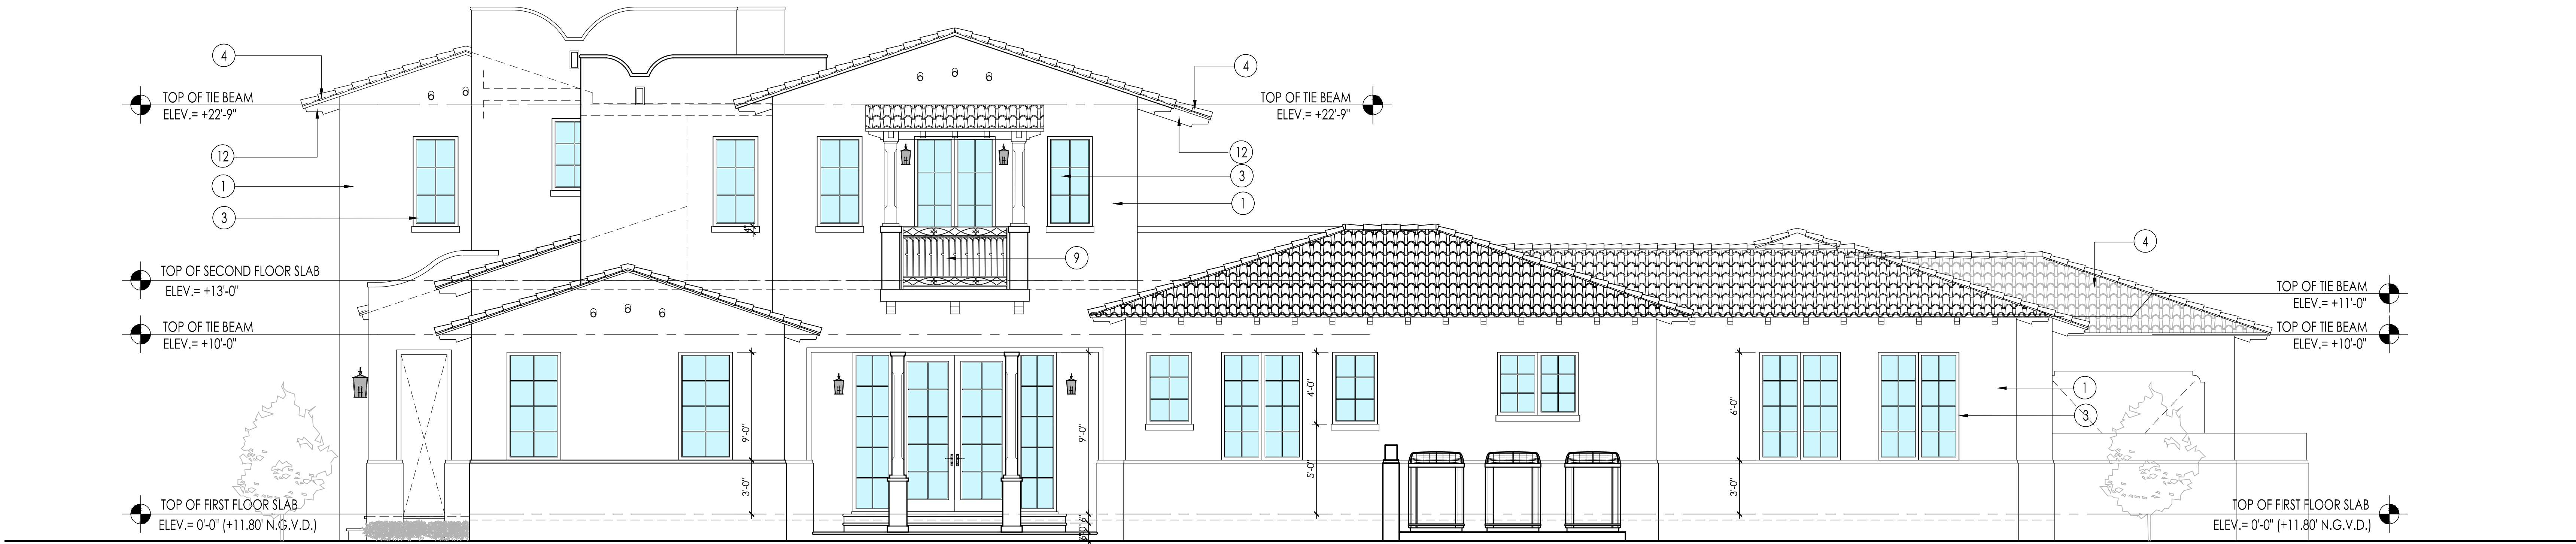 4
4
TOP OF TIE BEAM
ELEV.= +22'-9"
TOP OF TIE BEAM
ELEV.= +22'-9"
12
12
3
1
1
3
4
9
TOP OF SECOND FLOOR SLAB
ELEV.= +13'-0"
TOP OF TIE BEAM
ELEV.= +11'-0"
TOP OF TIE BEAM
ELEV.= +10'-0"
TOP OF TIE BEAM
ELEV.= +10'-0"
1
3
9'-0"
3'-0"
9'-0"
4'-0"
5'-0"
6'-0"
3'-0"
TOP OF FIRST FLOOR SLAB
ELEV.= 0'-0" (+11.80' N.G.V.D.)
TOP OF FIRST FLOOR SLAB
ELEV.= 0'-0" (+11.80' N.G.V.D.)